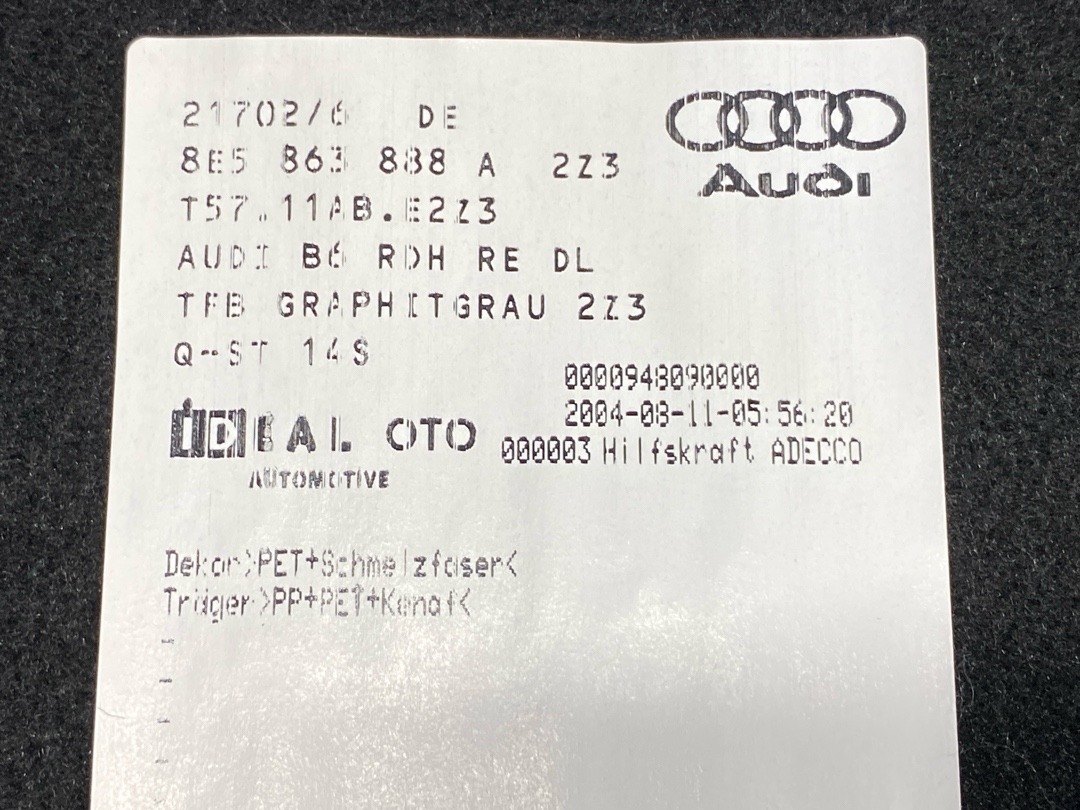 21702/6 DE
8E5 863 888 A 2Z3
T57.11AB.E2Z3
AUDI B6 RDH RE DL
TFB GRAPHITGRAU 2Z3
Q-ST 14S
Audi
0000948090000
2004-08-11-05:56:20
000003 Hilfskraft ADECCO
iDEAL OTO
AUTOMOTIVE
Dekor>PET+Schmelzfaser<
Träger>PP+PET+Kenaf<